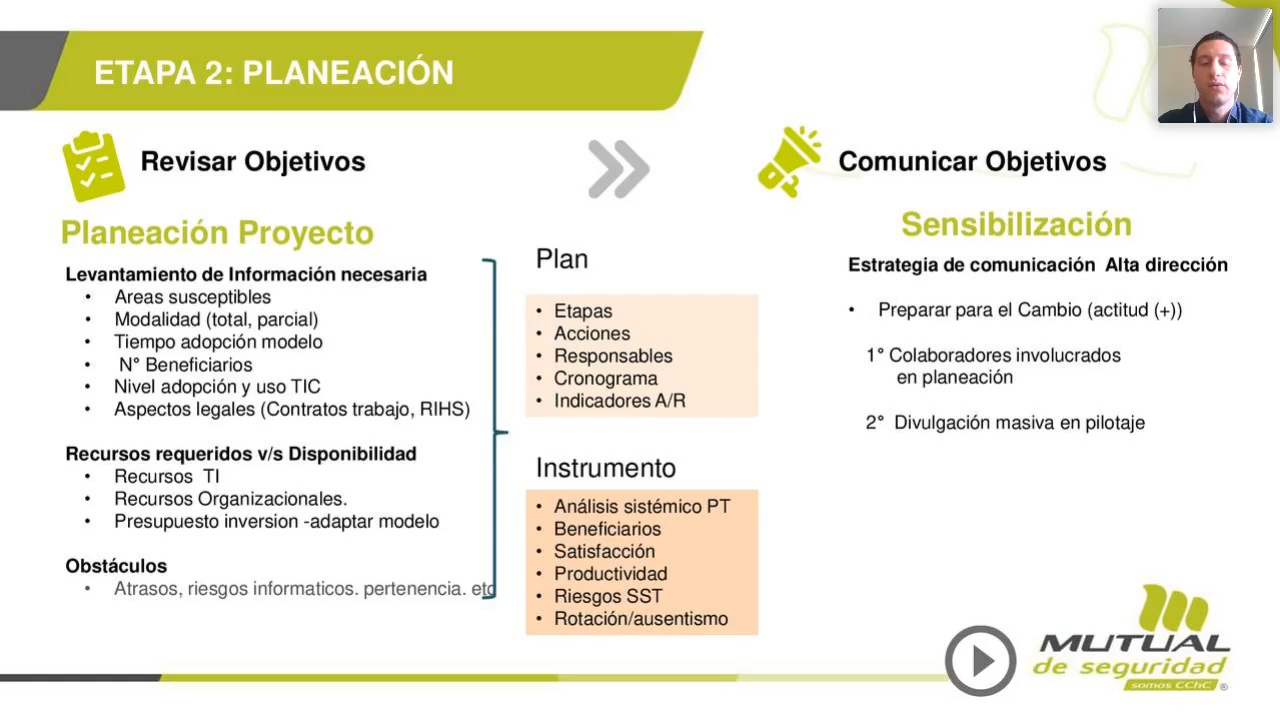 ETAPA 2: PLANEACIÓN
Revisar Objetivos
Comunicar Objetivos
Planeación Proyecto
Levantamiento de Información necesaria
• Areas susceptibles
• Modalidad (total, parcial)
• Tiempo adopción modelo
• N° Beneficiarios
• Nivel adopción y uso TIC
• Aspectos legales (Contratos trabajo, RIHS)
Recursos requeridos v/s Disponibilidad
• Recursos TI
• Recursos Organizacionales.
• Presupuesto inversion -adaptar modelo
Obstáculos
• Atrasos, riesgos informaticos. pertenencia. etc
Plan
• Etapas
• Acciones
• Responsables
• Cronograma
• Indicadores A/R
Instrumento
• Análisis sistémico PT
• Beneficiarios
• Satisfacción
• Productividad
• Riesgos SST
• Rotación/ausentismo
Sensibilización
Estrategia de comunicación Alta dirección
• Preparar para el Cambio (actitud (+))
1° Colaboradores involucrados
en planeación
2° Divulgación masiva en pilotaje
MUTUAL
de seguridad
somos CChC ®